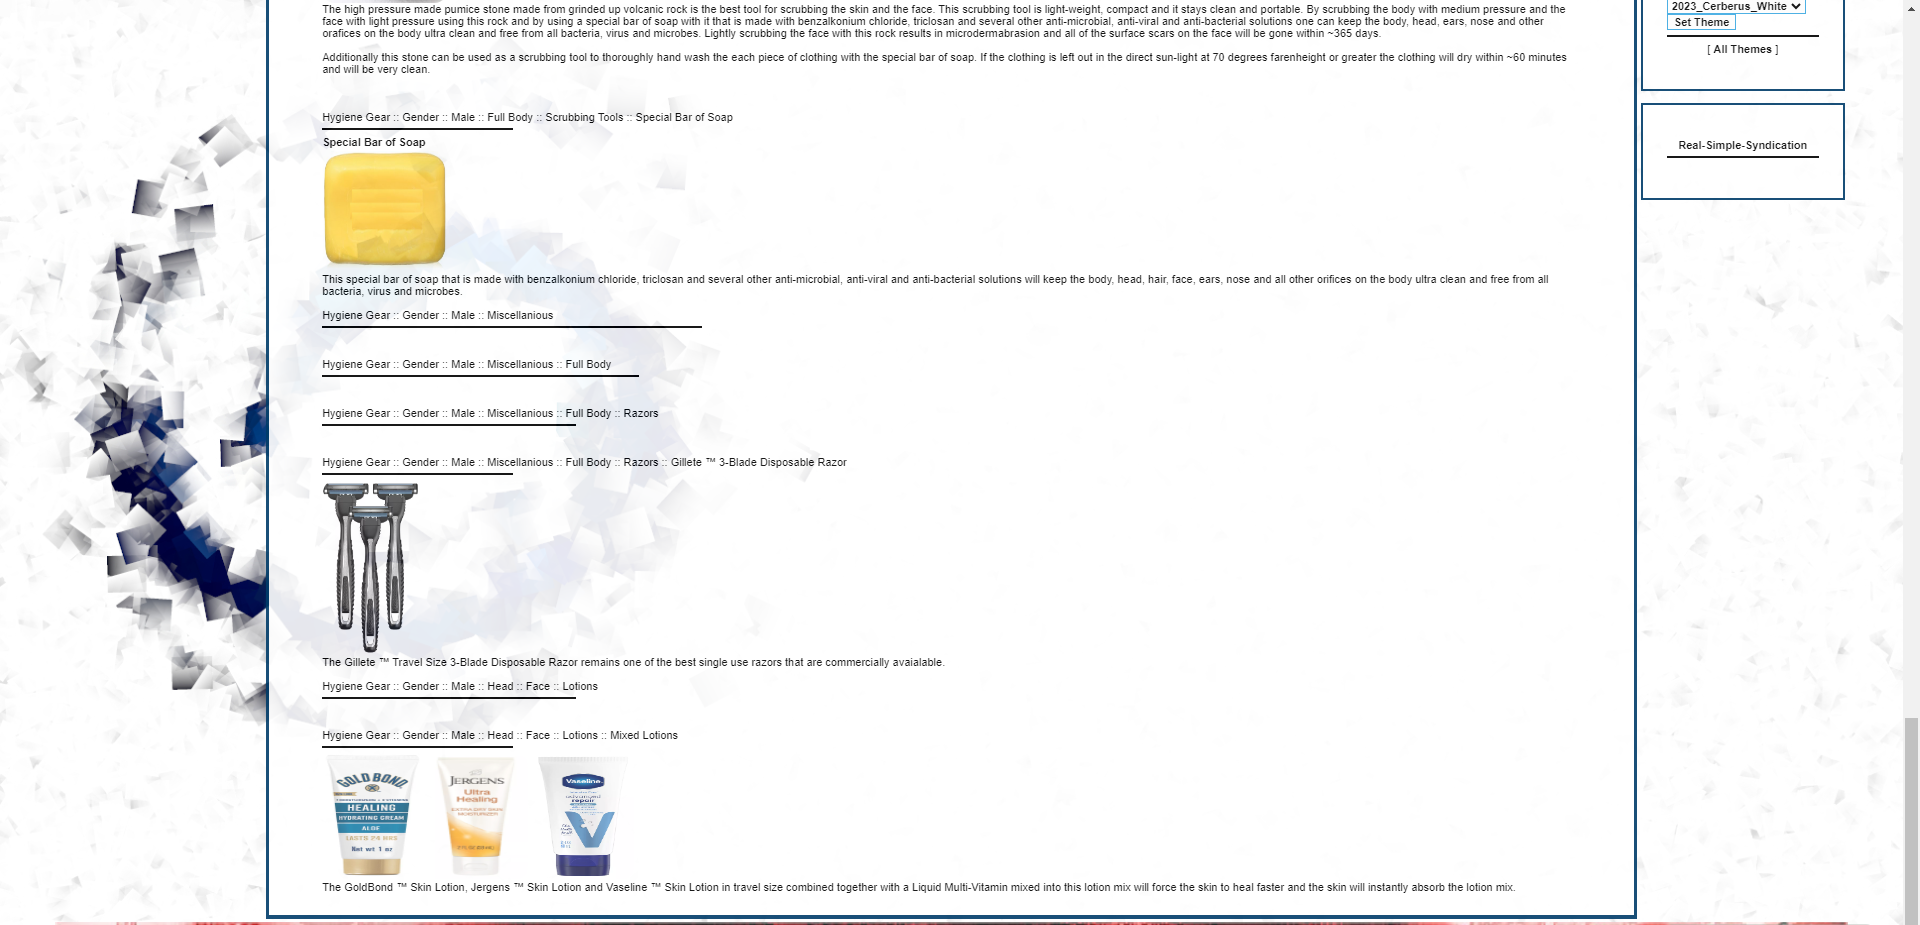 The high pressure made pumice stone made from grinded up volcanic rock is the best tool for scrubbing the skin and the face. This scrubbing tool is light-weight, compact and it stays clean and portable. By scrubbing the body with medium pressure and the
face with light pressure using this rock and by using a special bar of soap with it that is made with benzalkonium chloride, triclosan and several other anti-microbial, anti-viral and anti-bacterial solutions one can keep the body, head, ears, nose and other
orafices on the body ultra clean and free from all bacteria, virus and microbes. Lightly scrubbing the face with this rock results in microdermabrasion and all of the surface scars on the face will be gone within ~365 days.
Additionally this stone can be used as a scrubbing tool to thoroughly hand wash the each piece of clothing with the special bar of soap. If the clothing is left out in the direct sun-light at 70 degrees farenheight or greater the clothing will dry within ~60 minutes
and will be very clean.
Hygiene Gear :: Gender :: Male :: Full Body :: Scrubbing Tools :: Special Bar of Soap
Special Bar of Soap
This special bar of soap that is made with benzalkonium chloride, triclosan and several other anti-microbial, anti-viral and anti-bacterial solutions will keep the body, head, hair, face, ears, nose and all other orifices on the body ultra clean and free from all
bacteria, virus and microbes.
Hygiene Gear :: Gender :: Male :: Miscellanious
Hygiene Gear :: Gender :: Male :: Miscellanious :: Full Body
Hygiene Gear :: Gender :: Male :: Miscellanious :: Full Body :: Razors
Hygiene Gear :: Gender :: Male :: Miscellanious :: Full Body :: Razors :: Gillete ™ 3-Blade Disposable Razor
The Gillete ™ Travel Size 3-Blade Disposable Razor remains one of the best single use razors that are commercially avaialable.
Hygiene Gear :: Gender :: Male :: Head :: Face :: Lotions
Hygiene Gear :: Gender :: Male :: Head :: Face :: Lotions :: Mixed Lotions
GOLD BOND
HEALING
HYDRATING CREAM
ALOE
LASTS 24 HRS
Net wt 1 oz
JERGENS
Ultra
Healing
EXTRA DRY SKIN
MOISTURIZER
Vaseline
advanced
repair
The GoldBond ™ Skin Lotion, Jergens ™ Skin Lotion and Vaseline ™ Skin Lotion in travel size combined together with a Liquid Multi-Vitamin mixed into this lotion mix will force the skin to heal faster and the skin will instantly absorb the lotion mix.
2023_Cerberus_White
Set Theme
[ All Themes ]
Real-Simple-Syndication